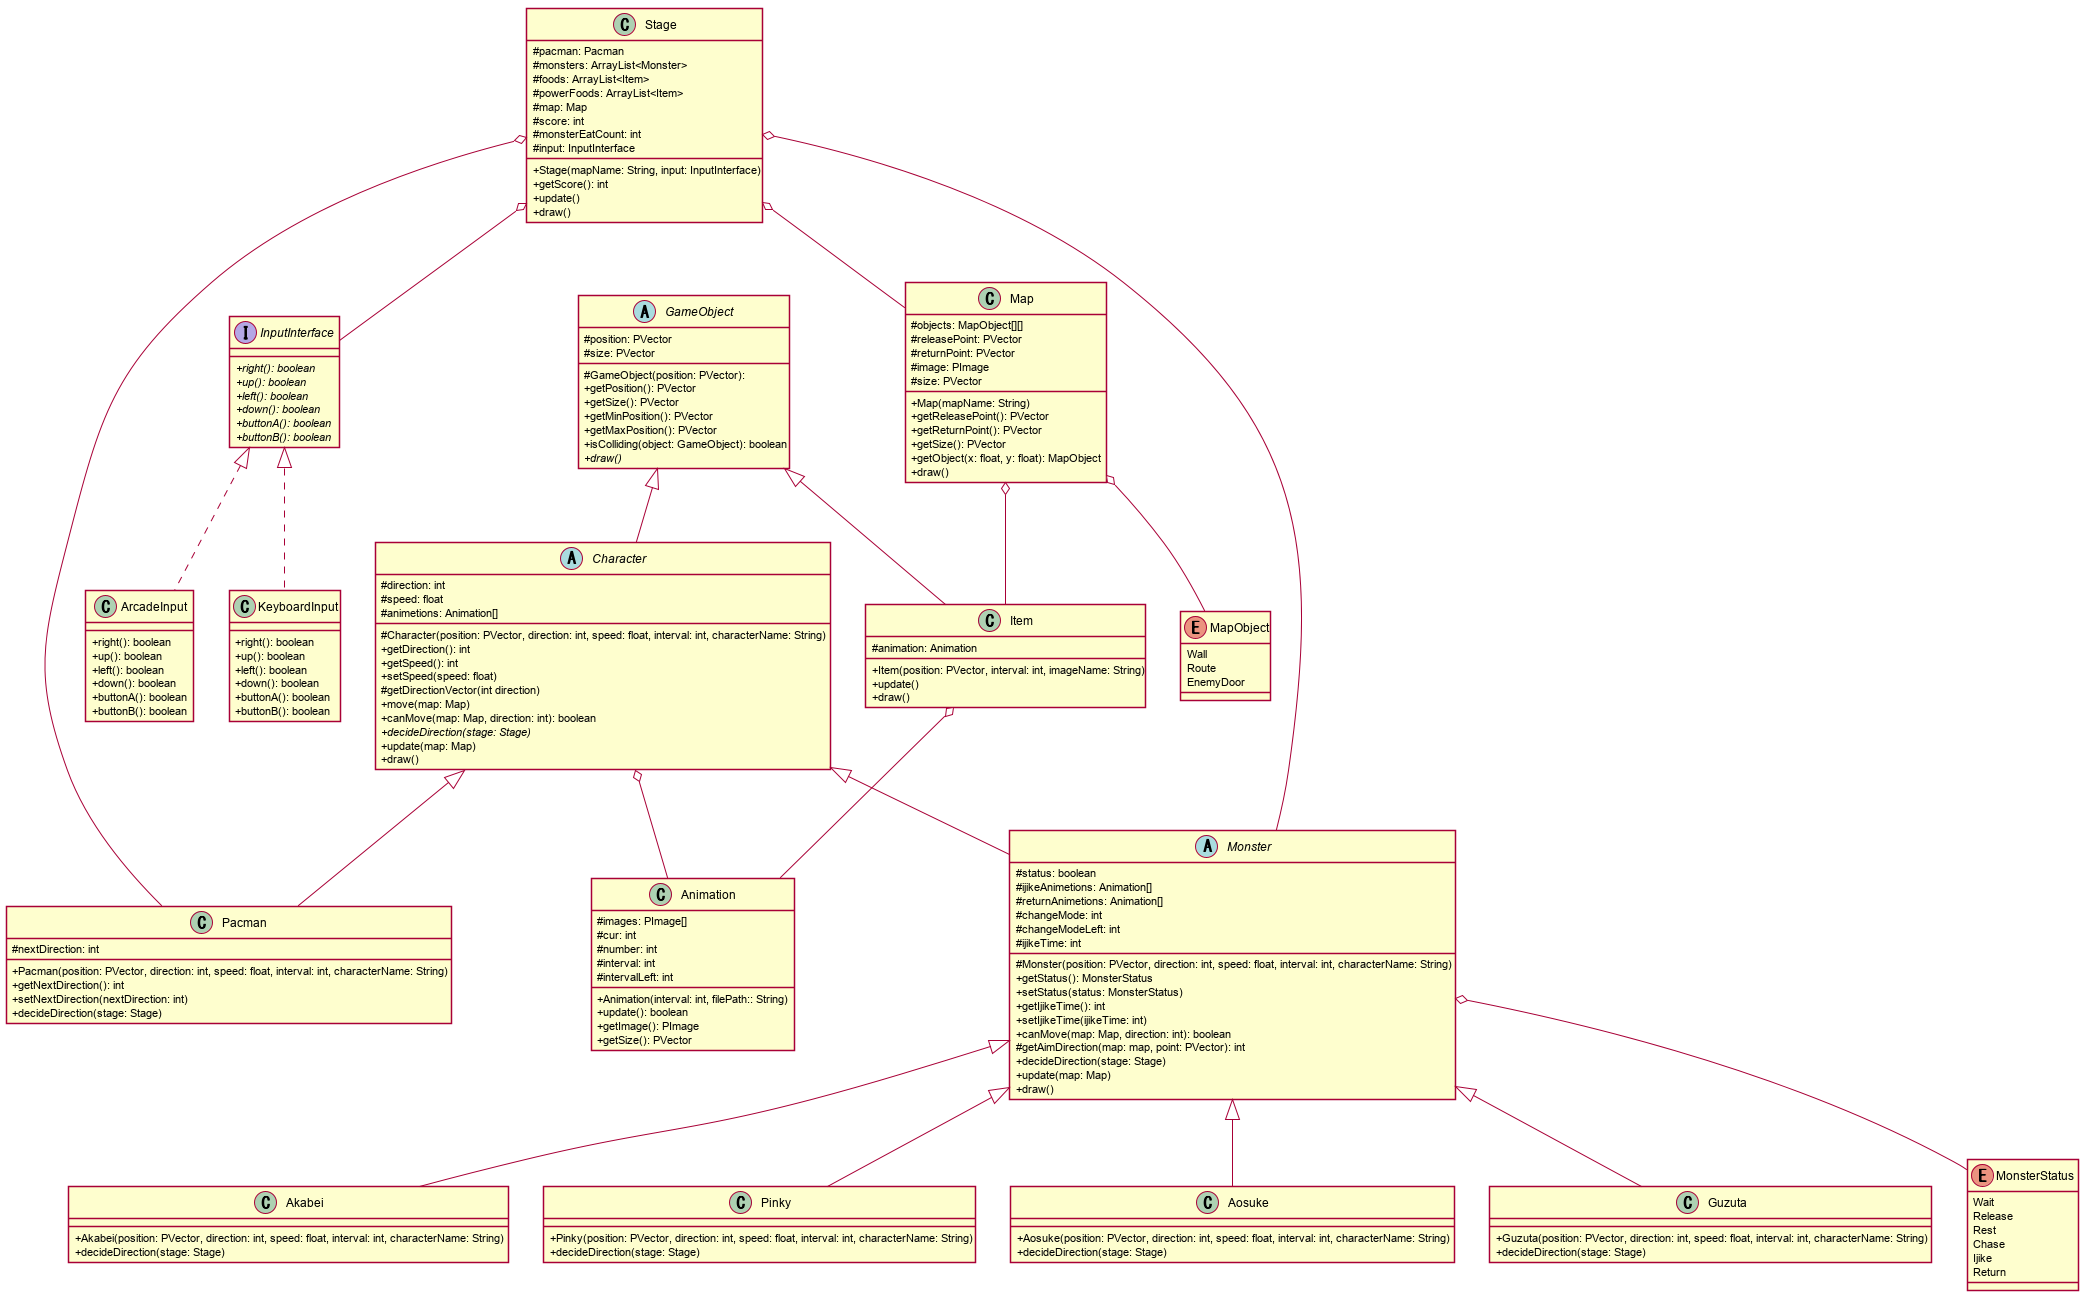 C Stage
#pacman: Pacman
#monsters: ArrayList<Monster>
#foods: ArrayList<Item>
#powerFoods: ArrayList<Item>
#map: Map
#score: int
#monsterEatCount: int
#input: InputInterface
+Stage(mapName: String, input: InputInterface)
+getScore(): int
+update()
+draw()
I InputInterface
+right(): boolean
+up(): boolean
+left(): boolean
+down(): boolean
+buttonA(): boolean
+buttonB(): boolean
A GameObject
#position: PVector
#size: PVector
#GameObject(position: PVector):
+getPosition(): PVector
+getSize(): PVector
+getMinPosition(): PVector
+getMaxPosition(): PVector
+isColliding(object: GameObject): boolean
+draw()
C Map
#objects: MapObject[][]
#releasePoint: PVector
#returnPoint: PVector
#image: PImage
#size: PVector
+Map(mapName: String)
+getReleasePoint(): PVector
+getReturnPoint(): PVector
+getSize(): PVector
+getObject(x: float, y: float): MapObject
+draw()
C ArcadeInput
+right(): boolean
+up(): boolean
+left(): boolean
+down(): boolean
+buttonA(): boolean
+buttonB(): boolean
C KeyboardInput
+right(): boolean
+up(): boolean
+left(): boolean
+down(): boolean
+buttonA(): boolean
+buttonB(): boolean
A Character
#direction: int
#speed: float
#animetions: Animation[]
#Character(position: PVector, direction: int, speed: float, interval: int, characterName: String)
+getDirection(): int
+getSpeed(): int
+setSpeed(speed: float)
#getDirectionVector(int direction)
+move(map: Map)
+canMove(map: Map, direction: int): boolean
+decideDirection(stage: Stage)
+update(map: Map)
+draw()
C Item
#animation: Animation
+Item(position: PVector, interval: int, imageName: String)
+update()
+draw()
E MapObject
Wall
Route
EnemyDoor
C Pacman
#nextDirection: int
+Pacman(position: PVector, direction: int, speed: float, interval: int, characterName: String)
+getNextDirection(): int
+setNextDirection(nextDirection: int)
+decideDirection(stage: Stage)
C Animation
#images: PImage[]
#cur: int
#number: int
#interval: int
#intervalLeft: int
+Animation(interval: int, filePath:: String)
+update(): boolean
+getImage(): PImage
+getSize(): PVector
A Monster
#status: boolean
#ijikeAnimetions: Animation[]
#returnAnimetions: Animation[]
#changeMode: int
#changeModeLeft: int
#ijikeTime: int
#Monster(position: PVector, direction: int, speed: float, interval: int, characterName: String)
+getStatus(): MonsterStatus
+setStatus(status: MonsterStatus)
+getIjikeTime(): int
+setIjikeTime(ijikeTime: int)
+canMove(map: Map, direction: int): boolean
#getAimDirection(map: map, point: PVector): int
+decideDirection(stage: Stage)
+update(map: Map)
+draw()
C Akabei
+Akabei(position: PVector, direction: int, speed: float, interval: int, characterName: String)
+decideDirection(stage: Stage)
C Pinky
+Pinky(position: PVector, direction: int, speed: float, interval: int, characterName: String)
+decideDirection(stage: Stage)
C Aosuke
+Aosuke(position: PVector, direction: int, speed: float, interval: int, characterName: String)
+decideDirection(stage: Stage)
C Guzuta
+Guzuta(position: PVector, direction: int, speed: float, interval: int, characterName: String)
+decideDirection(stage: Stage)
E MonsterStatus
Wait
Release
Rest
Chase
Ijike
Return